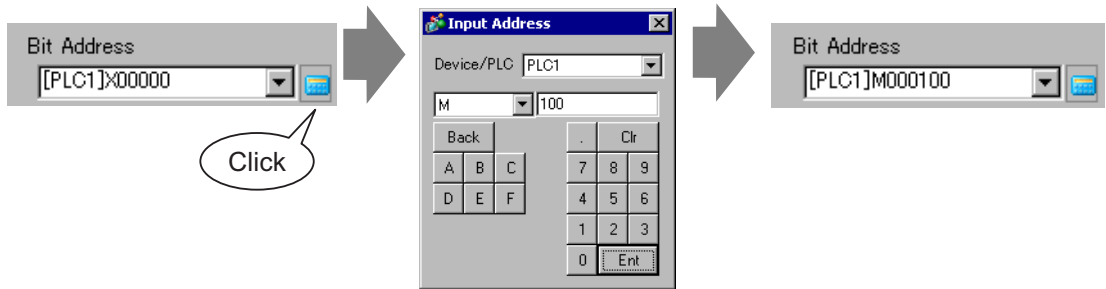 Bit Address
[PLC1]X00000
Click
Input Address
Device/PLC PLC1
M 100
Back . Clr
A B C 7 8 9
D E F 4 5 6
1 2 3
0 Ent
Bit Address
[PLC1]M000100